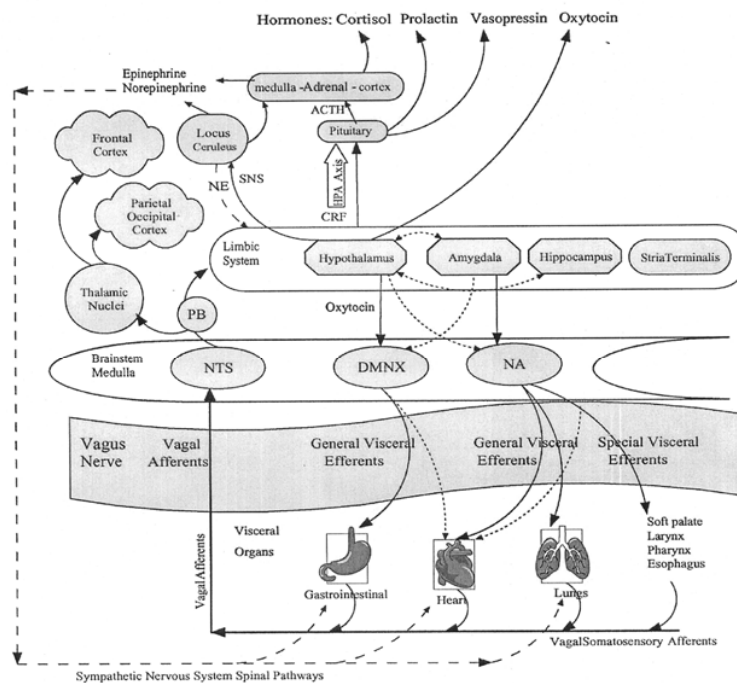 Hormones: Cortisol Prolactin Vasopressin Oxytocin
Epinephrine
Norepinephrine
medulla-Adrenal-cortex
ACTH
Frontal
Cortex
Locus
Ceruleus
Pituitary
NE
SNS
HPA Axis
CRF
Parietal
Occipital-
Cortex
Limbic
System
Hypothalamus
Amygdala
Hippocampus
StriaTerminalis
Thalamic
Nuclei
PB
Oxytocin
Brainstem
Medulla
NTS
DMNX
NA
Vagus
Nerve
Vagal
Afferents
General Visceral
Efferents
General Visceral
Efferents
Special Visceral
Efferents
Visceral
Organs
Soft palate
Larynx
Pharynx
Esophagus
VagalAfferents
Gastrointestinal
Heart
Lungs
VagalSomatosensory Afferents
Sympathetic Nervous System Spinal Pathways